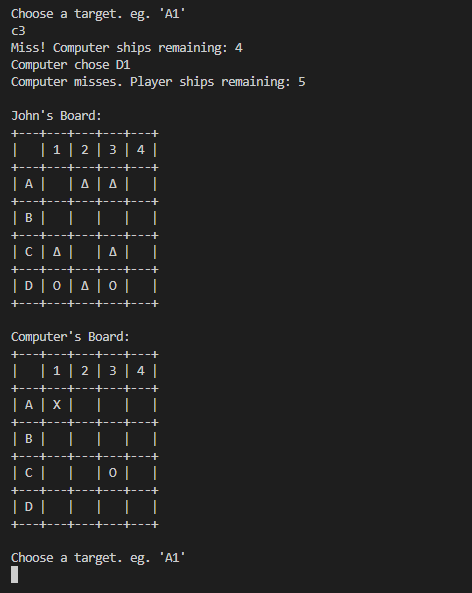 Choose a target. eg. 'A1'
c3
Miss! Computer ships remaining: 4
Computer chose D1
Computer misses. Player ships remaining: 5
John's Board:
+---+---+---+---+---+
|   | 1 | 2 | 3 | 4 |
+---+---+---+---+---+
| A |   | Δ | Δ |   |
+---+---+---+---+---+
| B |   |   |   |   |
+---+---+---+---+---+
| C | Δ |   | Δ |   |
+---+---+---+---+---+
| D | O | Δ | O |   |
+---+---+---+---+---+
Computer's Board:
+---+---+---+---+---+
|   | 1 | 2 | 3 | 4 |
+---+---+---+---+---+
| A | X |   |   |   |
+---+---+---+---+---+
| B |   |   |   |   |
+---+---+---+---+---+
| C |   |   | O |   |
+---+---+---+---+---+
| D |   |   |   |   |
+---+---+---+---+---+
Choose a target. eg. 'A1'